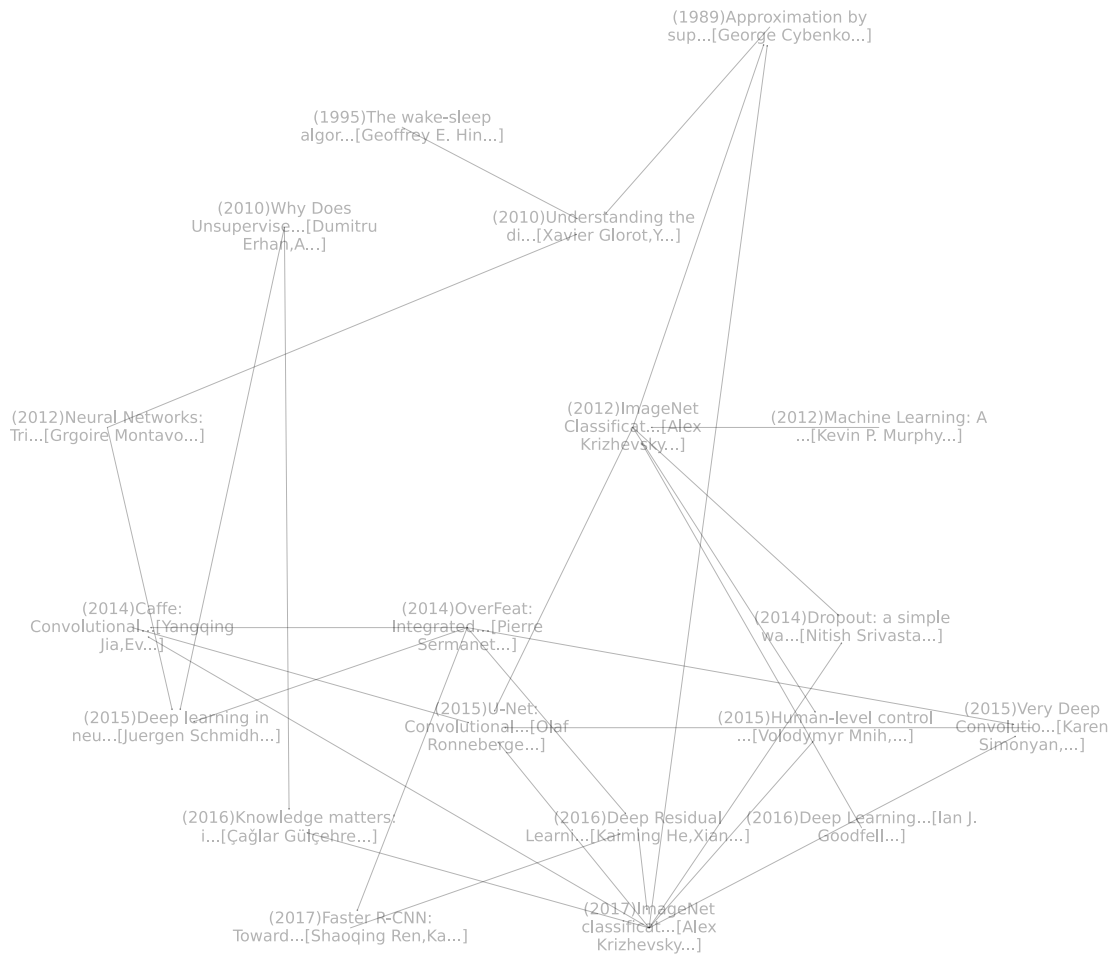 (1989)Approximation by
sup...[George Cybenko...]
(1995)The wake-sleep
algor...[Geoffrey E. Hin...]
(2010)Why Does
Unsupervise...[Dumitru
Erhan,A...]
(2010)Understanding the
di...[Xavier Glorot,Y...]
(2012)Neural Networks:
Tri...[Grgoire Montavo...]
(2012)ImageNet
Classificat...[Alex
Krizhevsky...]
(2012)Machine Learning: A
...[Kevin P. Murphy...]
(2014)Caffe:
Convolutional...[Yangqing
Jia,Ev...]
(2014)OverFeat:
Integrated...[Pierre
Sermanet...]
(2014)Dropout: a simple
wa...[Nitish Srivasta...]
(2015)Deep learning in
neu...[Juergen Schmidh...]
(2015)U-Net:
Convolutional...[Olaf
Ronneberge...]
(2015)Human-level control
...[Volodymyr Mnih,...]
(2015)Very Deep
Convolutio...[Karen
Simonyan,...]
(2016)Knowledge matters:
i...[Çağlar Gülçehre...]
(2016)Deep Residual
Learni...[Kaiming He,Xian...]
(2016)Deep Learning...[Ian J.
Goodfell...]
(2017)Faster R-CNN:
Toward...[Shaoqing Ren,Ka...]
(2017)ImageNet
classificat...[Alex
Krizhevsky...]